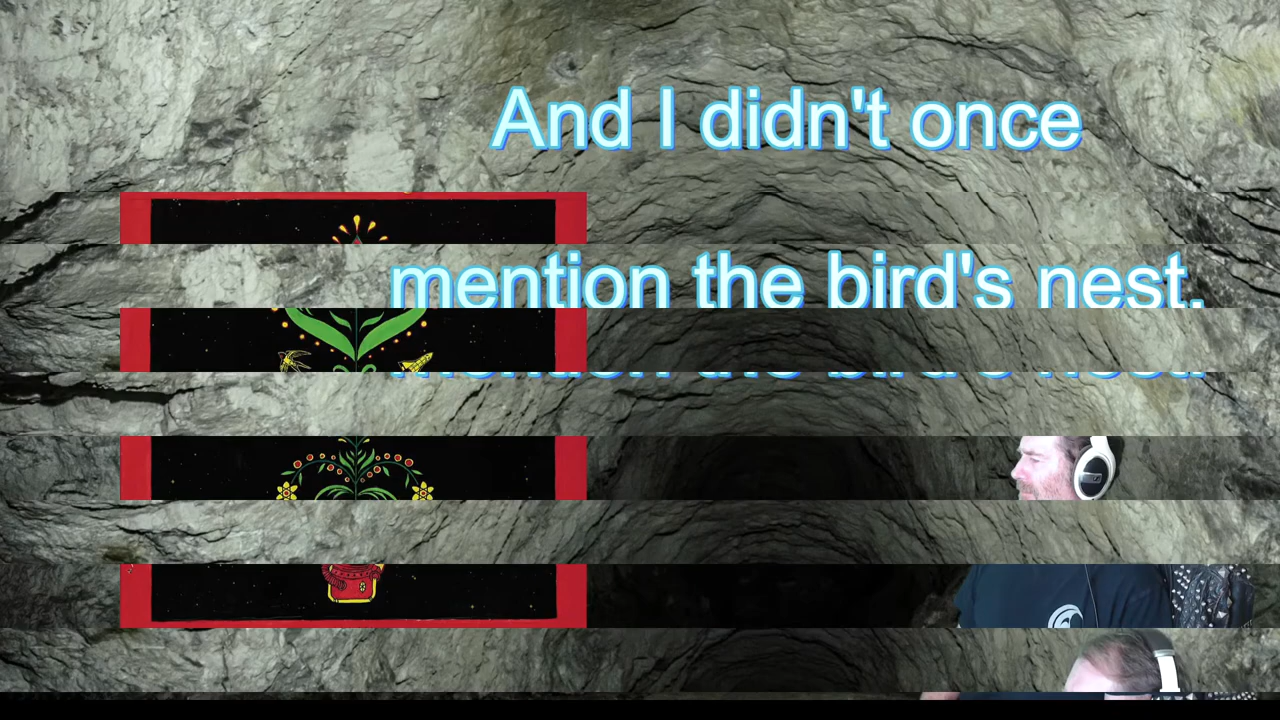 And I didn't once
mention the bird's nest.